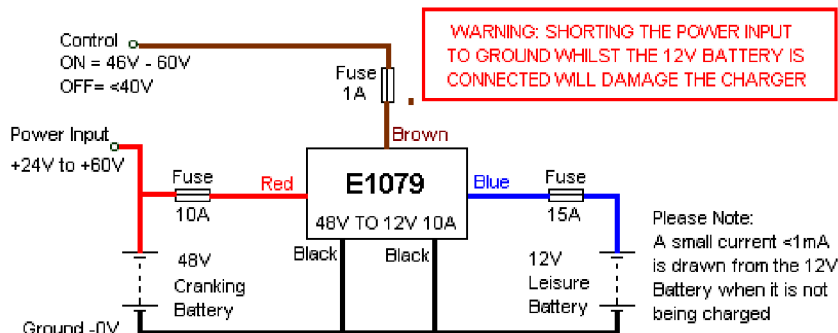 WARNING: SHORTING THE POWER INPUT
TO GROUND WHILST THE 12V BATTERY IS
CONNECTED WILL DAMAGE THE CHARGER
Control
ON = 46V - 60V
OFF= <40V
Fuse
1A
Brown
Power Input
+24V to +60V
Fuse
10A
Red
E1079
48V TO 12V 10A
Blue
Fuse
15A
Black
Black
48V
Cranking
Battery
12V
Leisure
Battery
Please Note:
A small current <1mA
is drawn from the 12V
Battery when it is not
being charged
Ground -0V